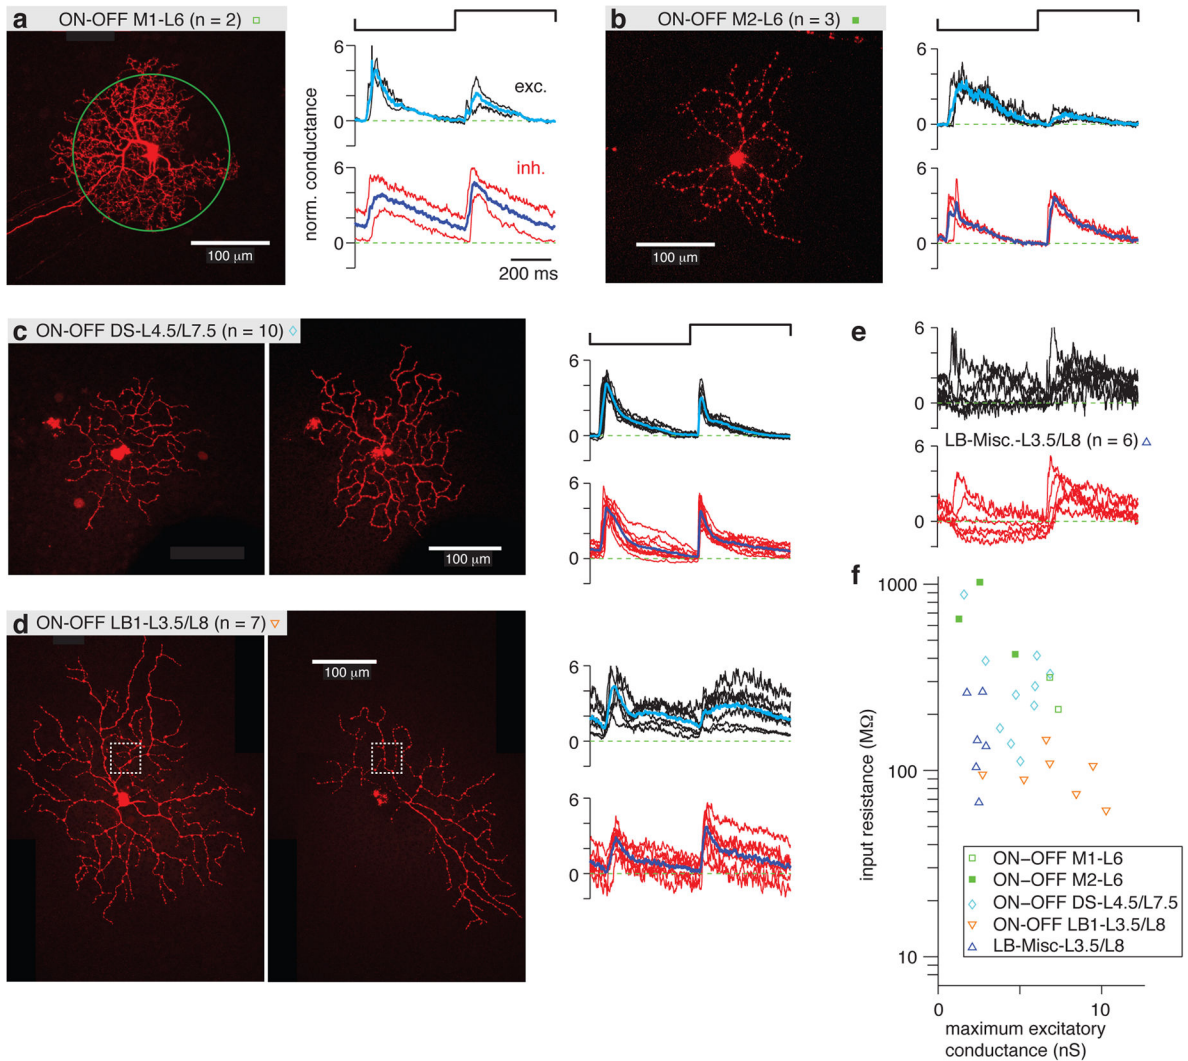 a ON-OFF M1-L6 (n = 2)
100 µm
norm. conductance
6
0
exc.
6
0
inh.
200 ms
b ON-OFF M2-L6 (n = 3)
100 µm
6
0
6
0
c ON-OFF DS-L4.5/L7.5 (n = 10)
100 µm
6
0
6
0
d ON-OFF LB1-L3.5/L8 (n = 7)
100 µm
6
0
6
0
e
6
0
LB-Misc.-L3.5/L8 (n = 6)
6
0
f
input resistance (MΩ)
1000
100
10
ON–OFF M1-L6
ON–OFF M2-L6
ON–OFF DS-L4.5/L7.5
ON-OFF LB1-L3.5/L8
LB-Misc-L3.5/L8
0 10
maximum excitatory
conductance (nS)